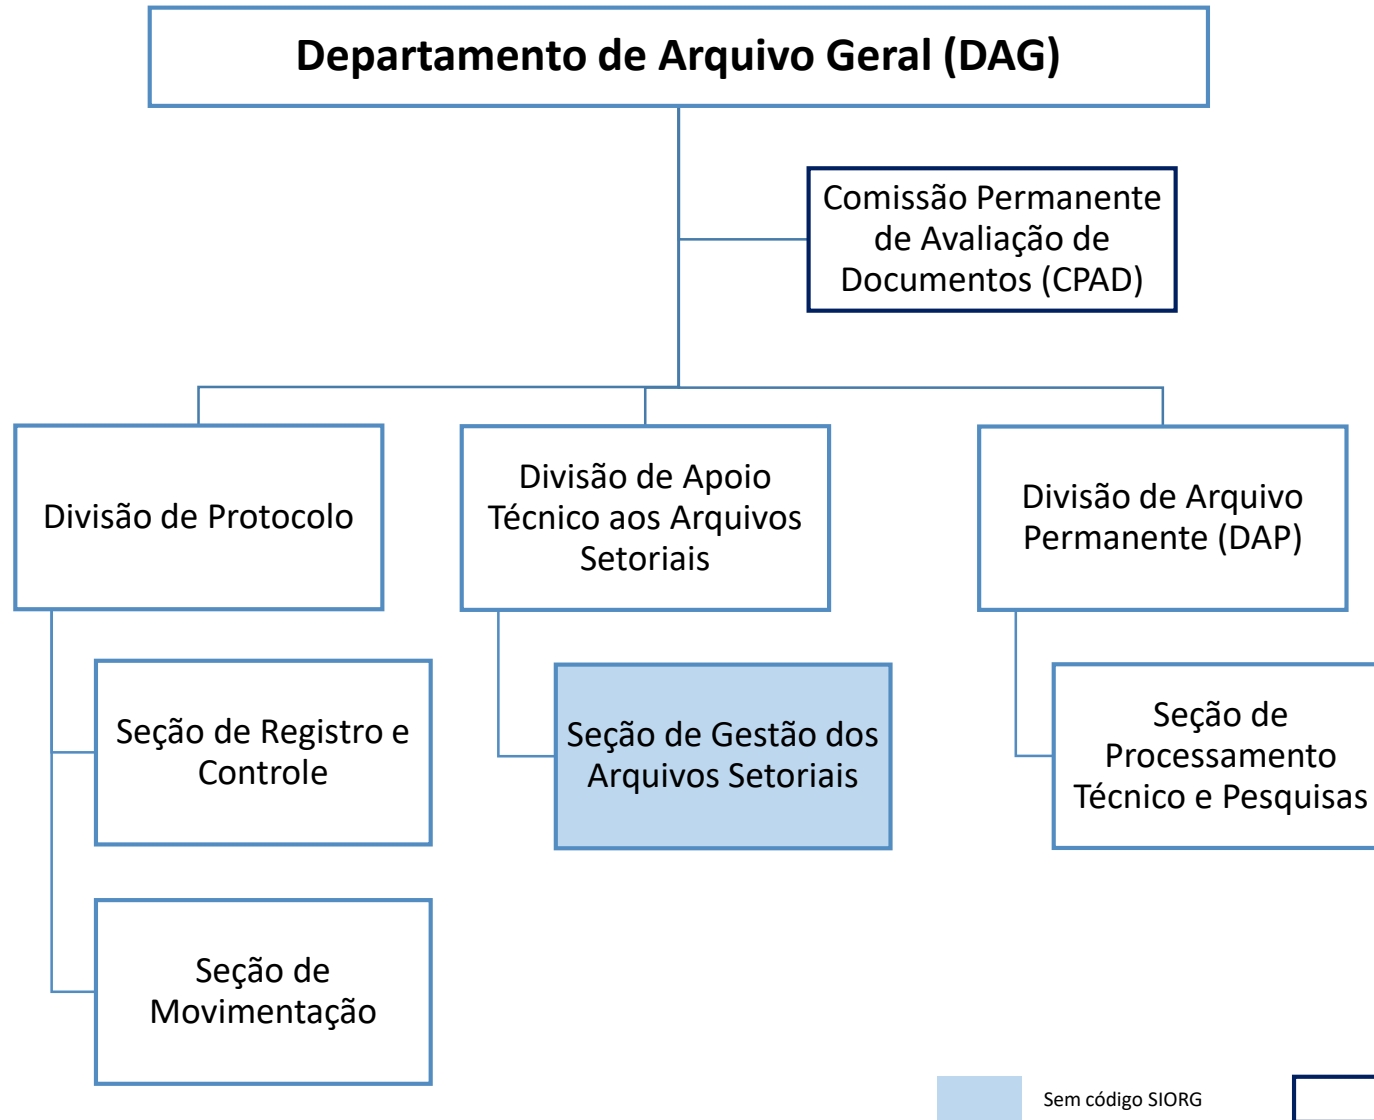 Departamento de Arquivo Geral (DAG)
Comissão Permanente
de Avaliação de
Documentos (CPAD)
Divisão de Protocolo
Divisão de Apoio
Técnico aos Arquivos
Setoriais
Divisão de Arquivo
Permanente (DAP)
Seção de Registro e
Controle
Seção de Gestão dos
Arquivos Setoriais
Seção de
Processamento
Técnico e Pesquisas
Seção de
Movimentação
Sem código SIORG